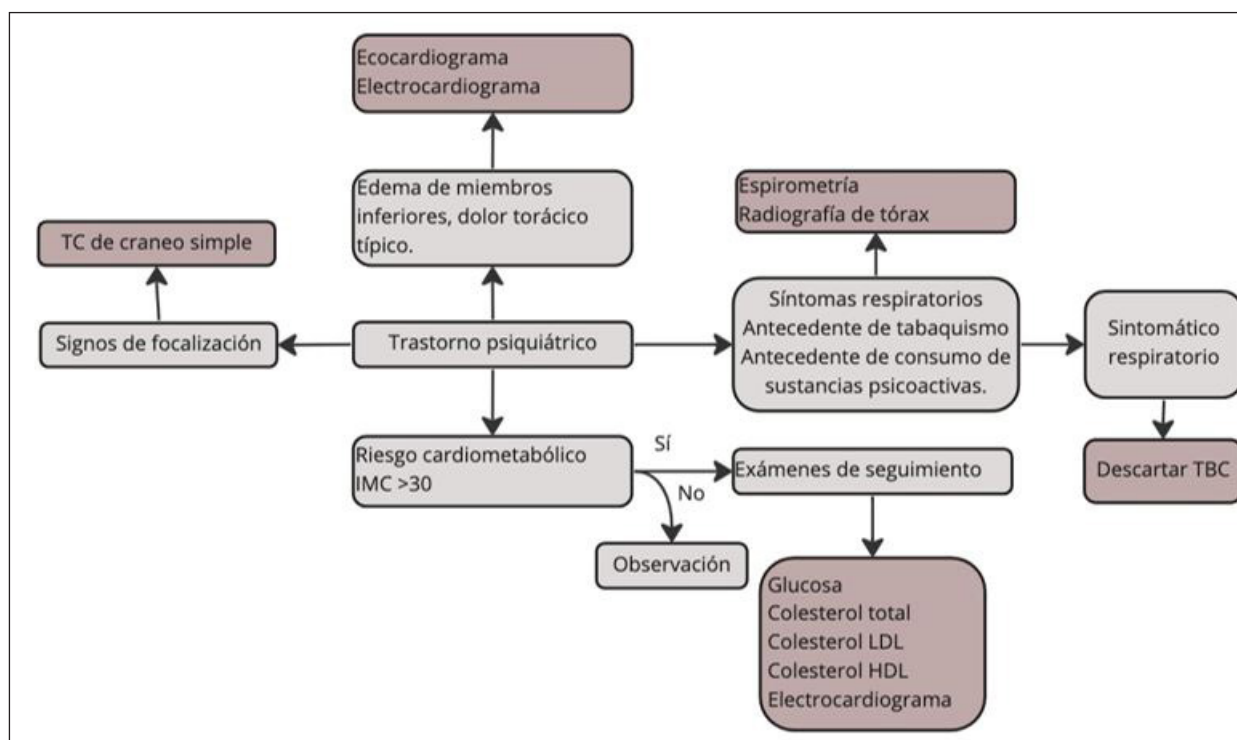 Ecocardiograma
Electrocardiograma
Edema de miembros
inferiores, dolor torácico
típico.
Espirometría
Radiografía de tórax
TC de craneo simple
Signos de focalización
Trastorno psiquiátrico
Síntomas respiratorios
Antecedente de tabaquismo
Antecedente de consumo de
sustancias psicoactivas.
Sintomático
respiratorio
Riesgo cardiometabólico
IMC >30
Sí
No
Exámenes de seguimiento
Descartar TBC
Observación
Glucosa
Colesterol total
Colesterol LDL
Colesterol HDL
Electrocardiograma